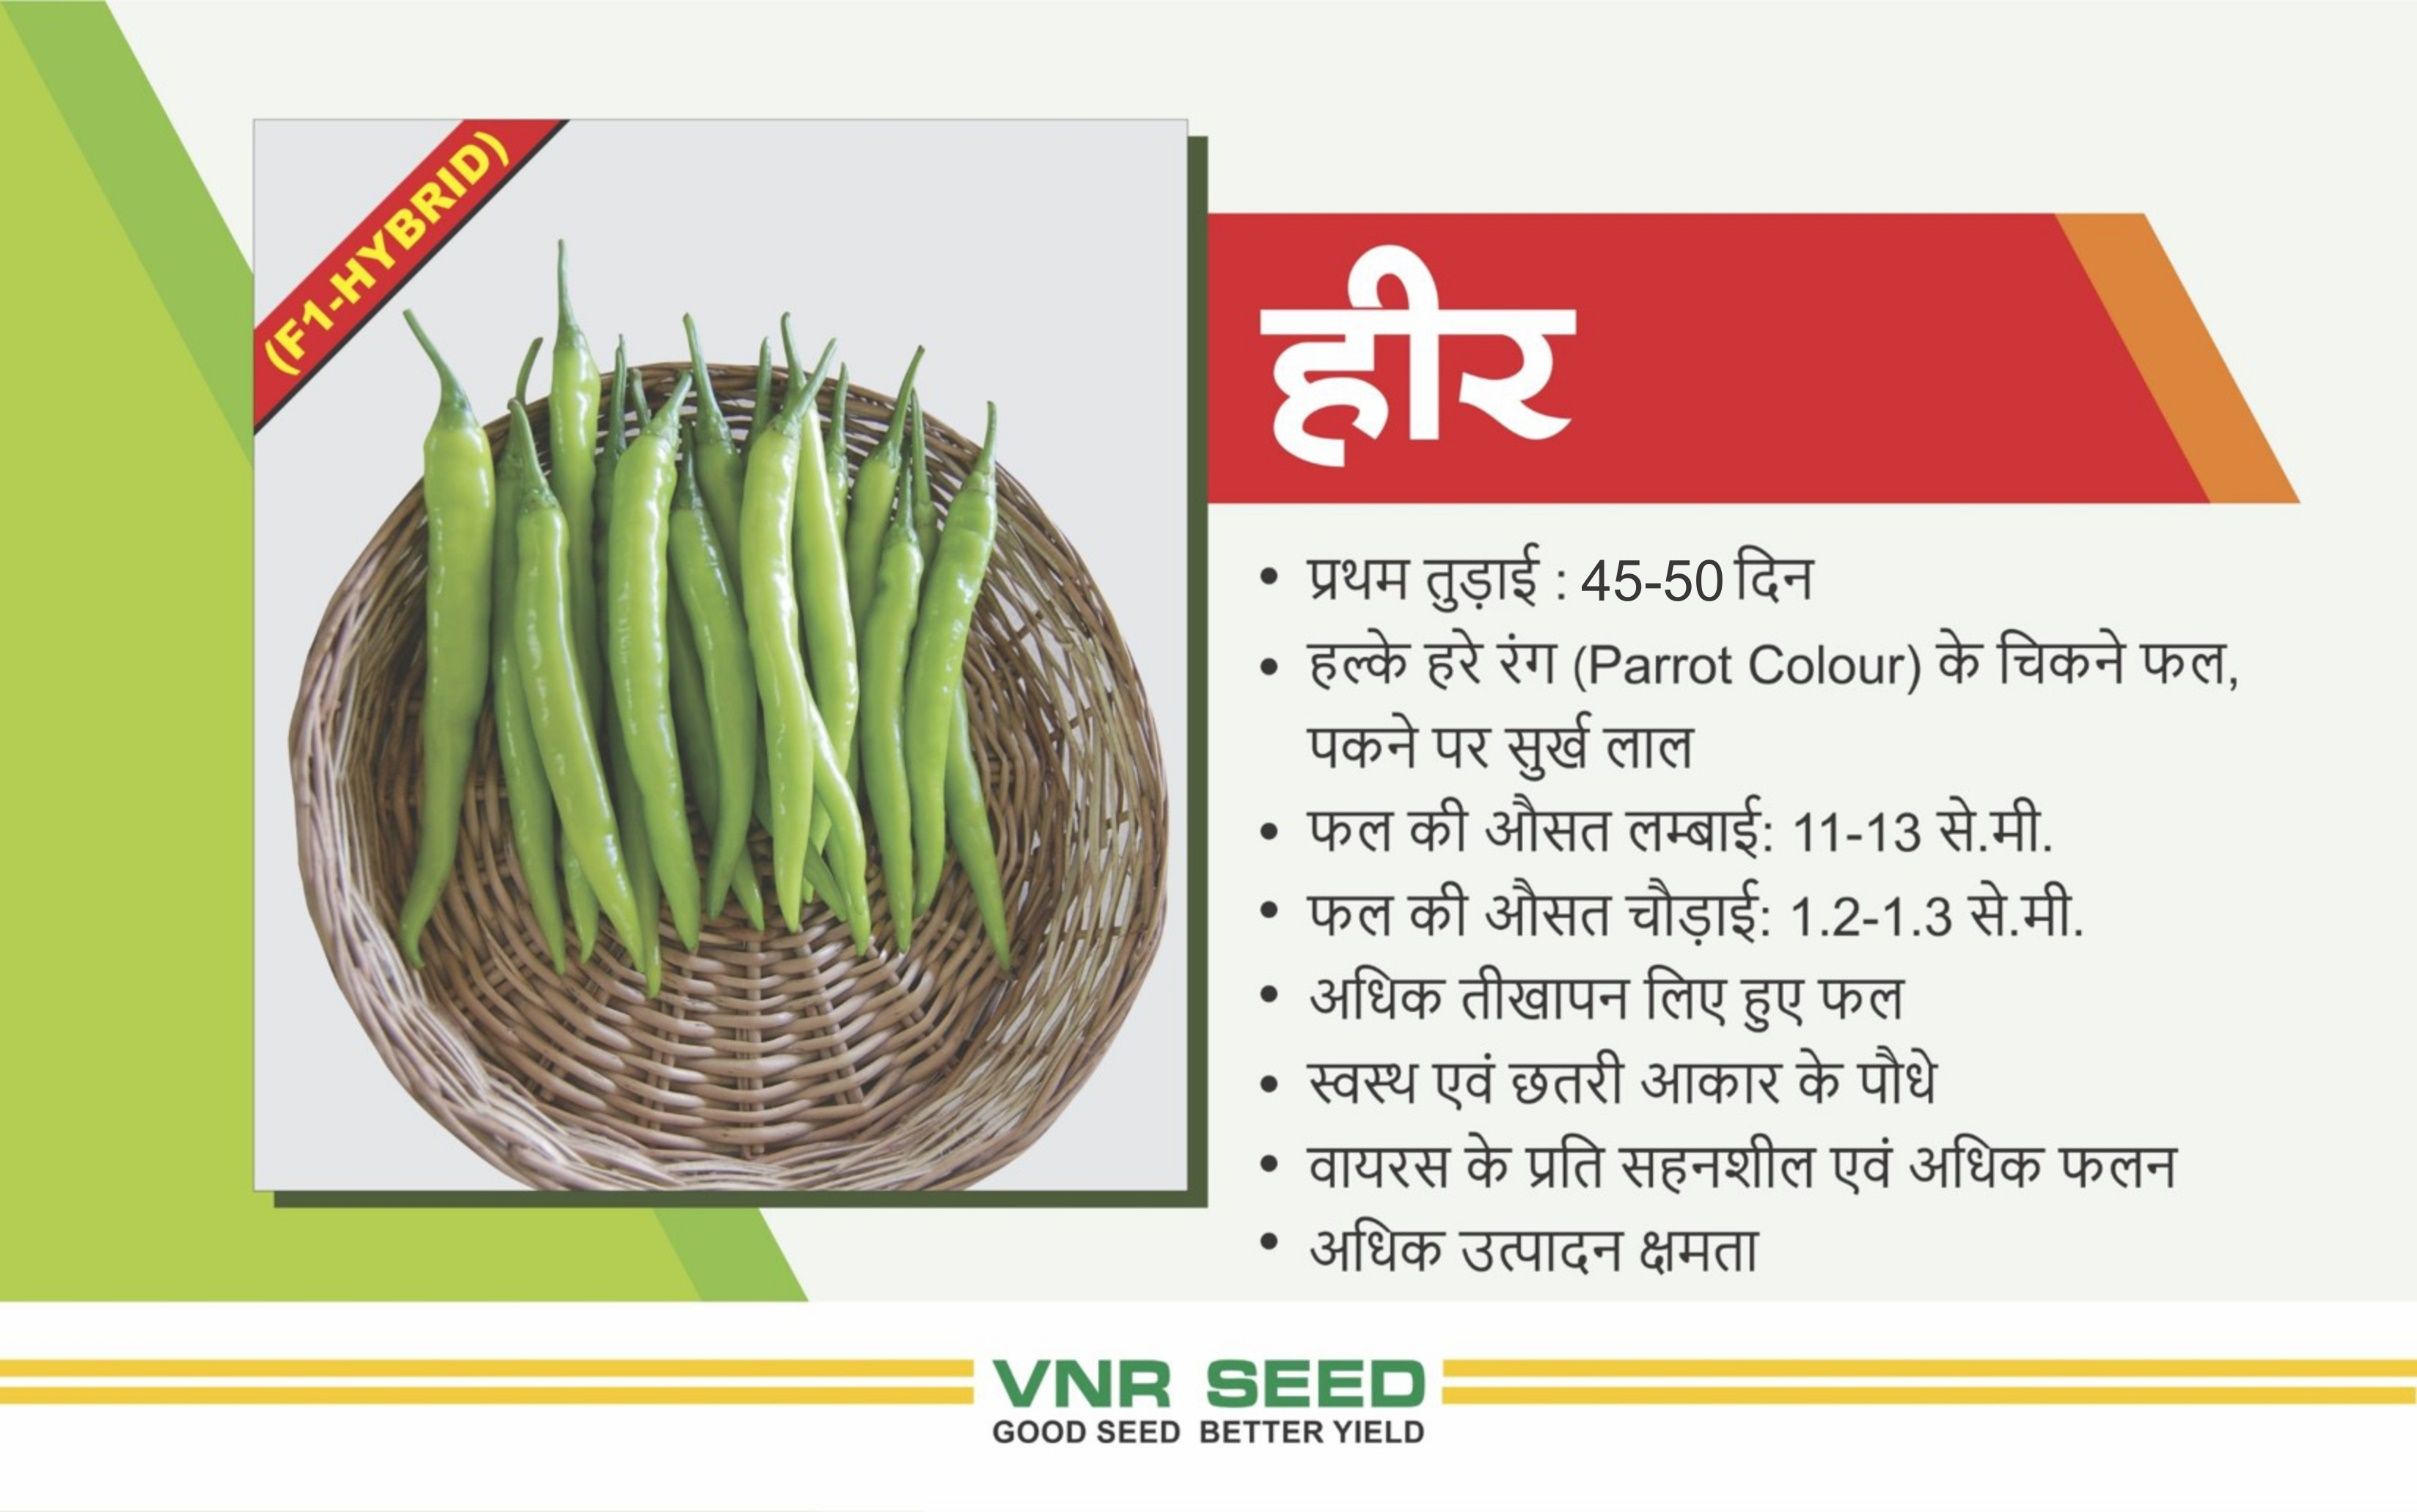 (F1-HYBRID))
हीर
• प्रथम तुड़ाई : 45-50 दिन
• हल्के हरे रंग (Parrot Colour) के चिकने फल,
पकने पर सुर्ख लाल
• फल की औसत लम्बाई: 11-13 से.मी.
• फल की औसत चौड़ाई: 1.2-1.3 से.मी.
• अधिक तीखापन लिए हुए फल
• स्वस्थ एवं छतरी आकार के पौधे
• वायरस के प्रति सहनशील एवं अधिक फलन
• अधिक उत्पादन क्षमता
VNR SEED
GOOD SEED BETTER YIELD